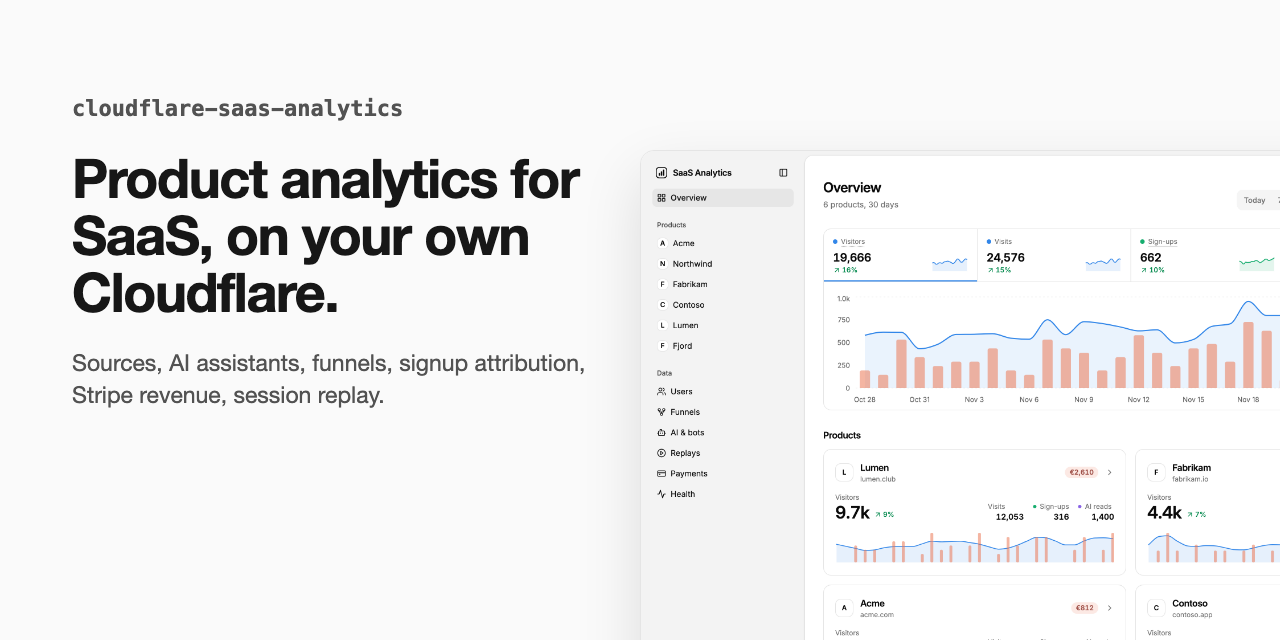 cloudflare-saas-analytics
Product analytics for
SaaS, on your own
Cloudflare.
Sources, AI assistants, funnels, signup attribution,
Stripe revenue, session replay.
SaaS Analytics
Overview
Products
A Acme
N Northwind
F Fabrikam
C Contoso
L Lumen
F Fjord
Data
Users
Funnels
AI & bots
Replays
Payments
Health
Overview
6 products, 30 days
Today
Visitors
19,666
16%
Visits
24,576
15%
Sign-ups
662
10%
1.0k
750
500
250
0
Oct 28 Oct 31 Nov 3 Nov 6 Nov 9 Nov 12 Nov 15 Nov 18
Products
L Lumen
lumen.club
€2,610
Visitors
9.7k 9%
Visits Sign-ups AI reads
12,053 316 1,400
F Fabrikam
fabrikam.io
Visitors
4.4k 7%
A Acme
acme.com
€812
Visitors
C Contoso
contoso.app
Visitors